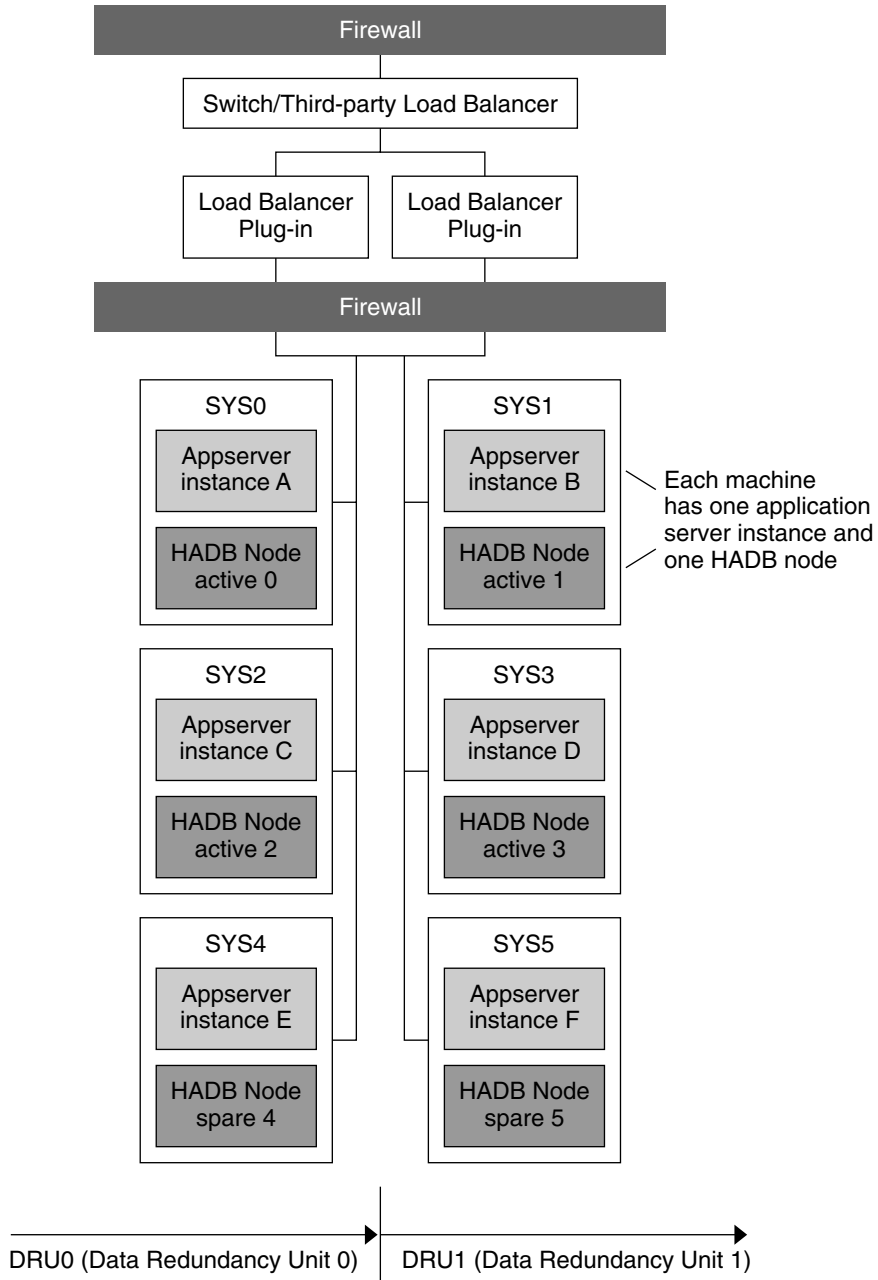 Firewall
Switch/Third-party Load Balancer
Load Balancer
Plug-in
Load Balancer
Plug-in
Firewall
SYS0
Appserver
instance A
HADB Node
active 0
SYS1
Appserver
instance B
HADB Node
active 1
Each machine
has one application
server instance and
one HADB node
SYS2
Appserver
instance C
HADB Node
active 2
SYS3
Appserver
instance D
HADB Node
active 3
SYS4
Appserver
instance E
HADB Node
spare 4
SYS5
Appserver
instance F
HADB Node
spare 5
DRU0 (Data Redundancy Unit 0)
DRU1 (Data Redundancy Unit 1)